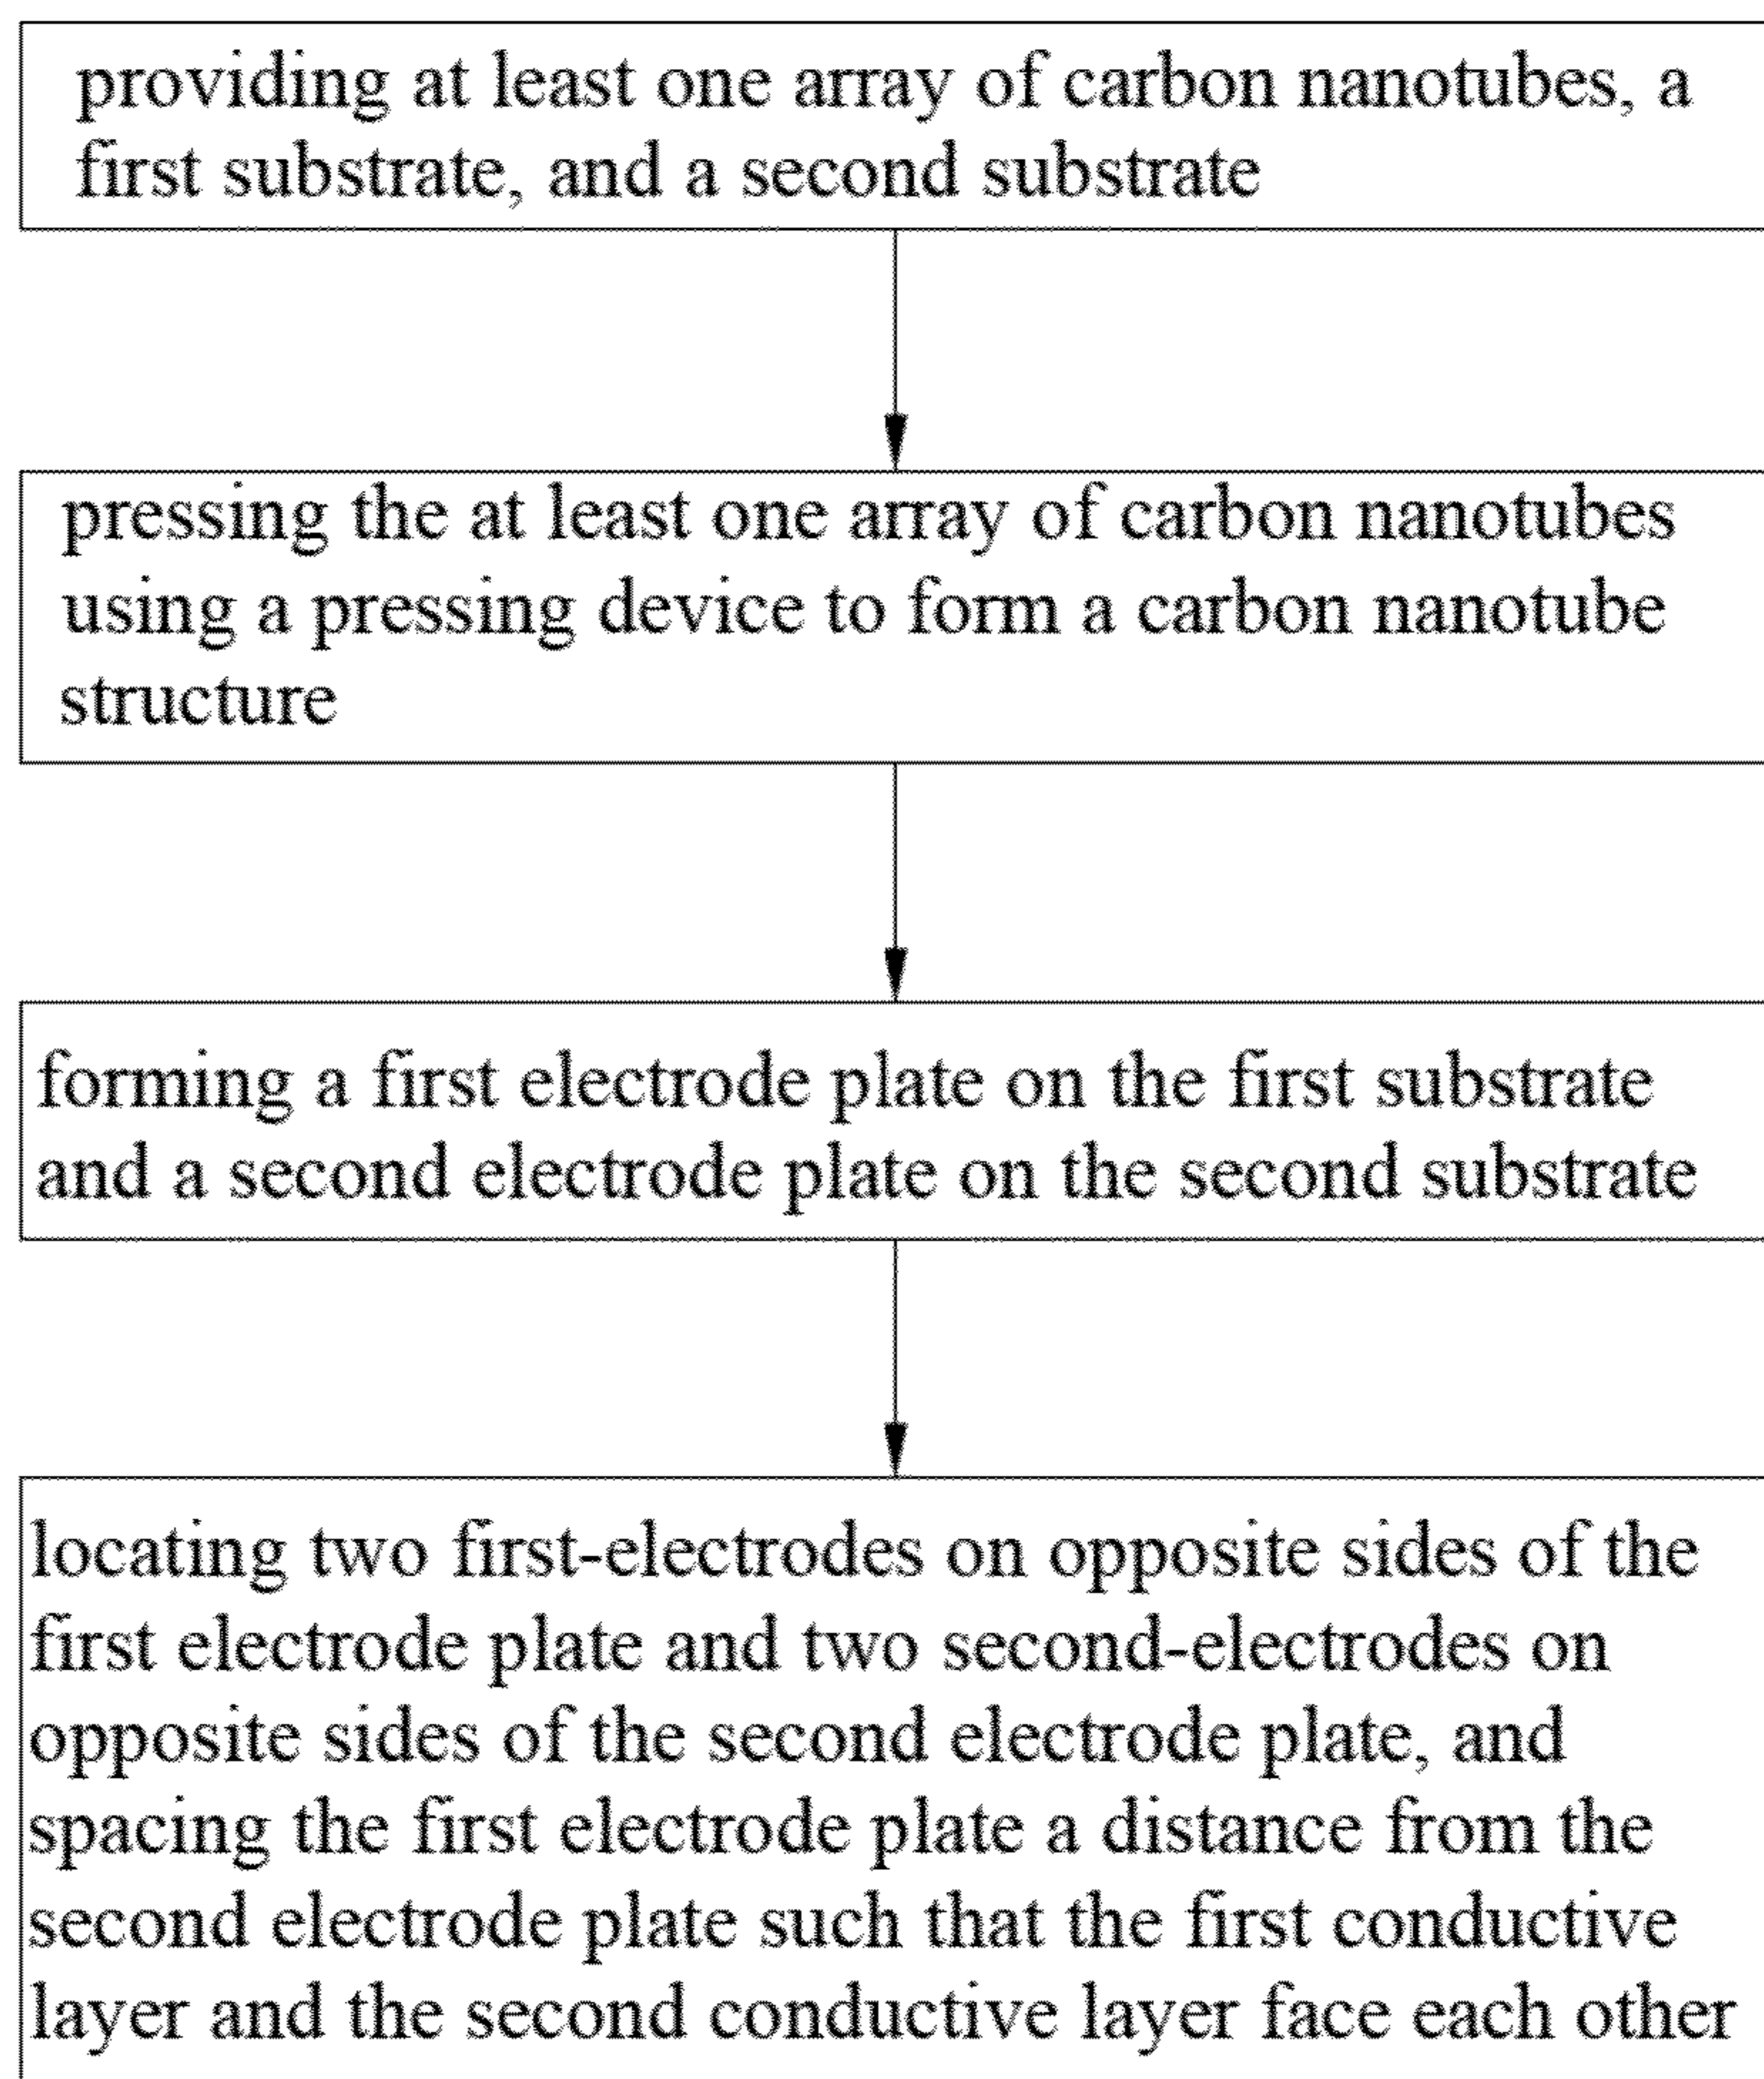 providing at least one array of carbon nanotubes, a
first substrate, and a second substrate
pressing the at least one array of carbon nanotubes
using a pressing device to form a carbon nanotube
structure
forming a first electrode plate on the first substrate
and a second electrode plate on the second substrate
locating two first-electrodes on opposite sides of the
first electrode plate and two second-electrodes on
opposite sides of the second electrode plate, and
spacing the first electrode plate a distance from the
second electrode plate such that the first conductive
layer and the second conductive layer face each other